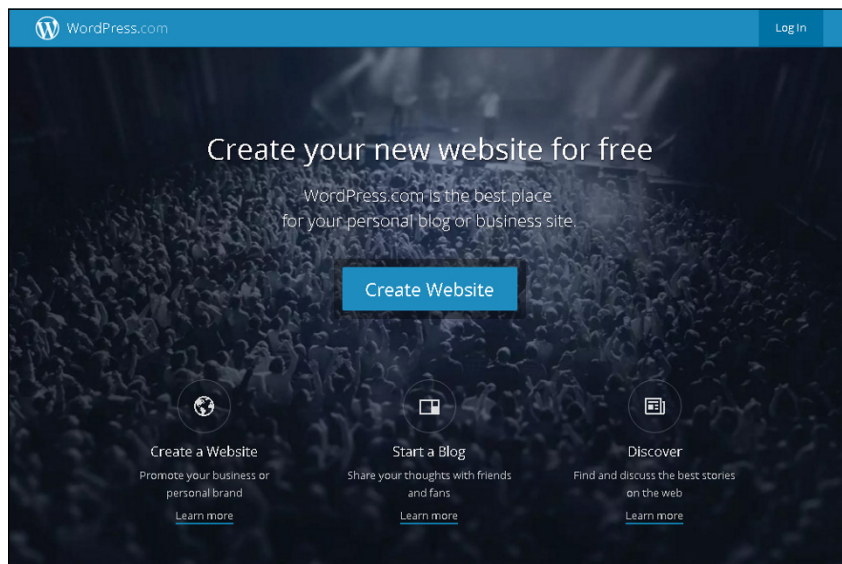 WordPress.com
Log In
Create your new website for free
WordPress.com is the best place
for your personal blog or business site.
Create Website
Create a Website
Promote your business or
personal brand
Learn more
Start a Blog
Share your thoughts with friends
and fans
Learn more
Discover
Find and discuss the best stories
on the web
Learn more